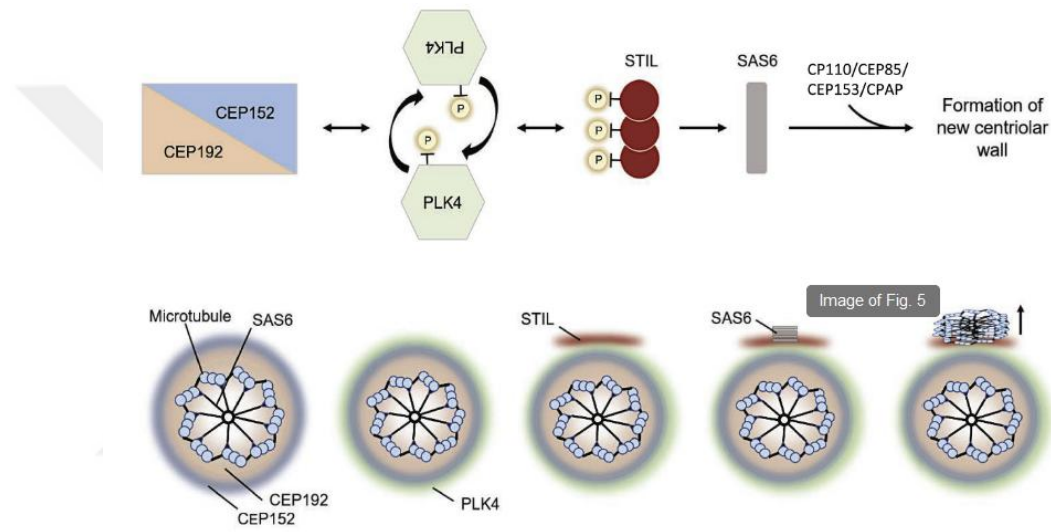 CEP152
CEP192
PLK4
P
P
PLK4
STIL
P
P
P
SAS6
CP110/CEP85/
CEP153/CPAP
Formation of
new centriolar
wall
Microtubule
SAS6
CEP192
CEP152
PLK4
STIL
SAS6
Image of Fig. 5